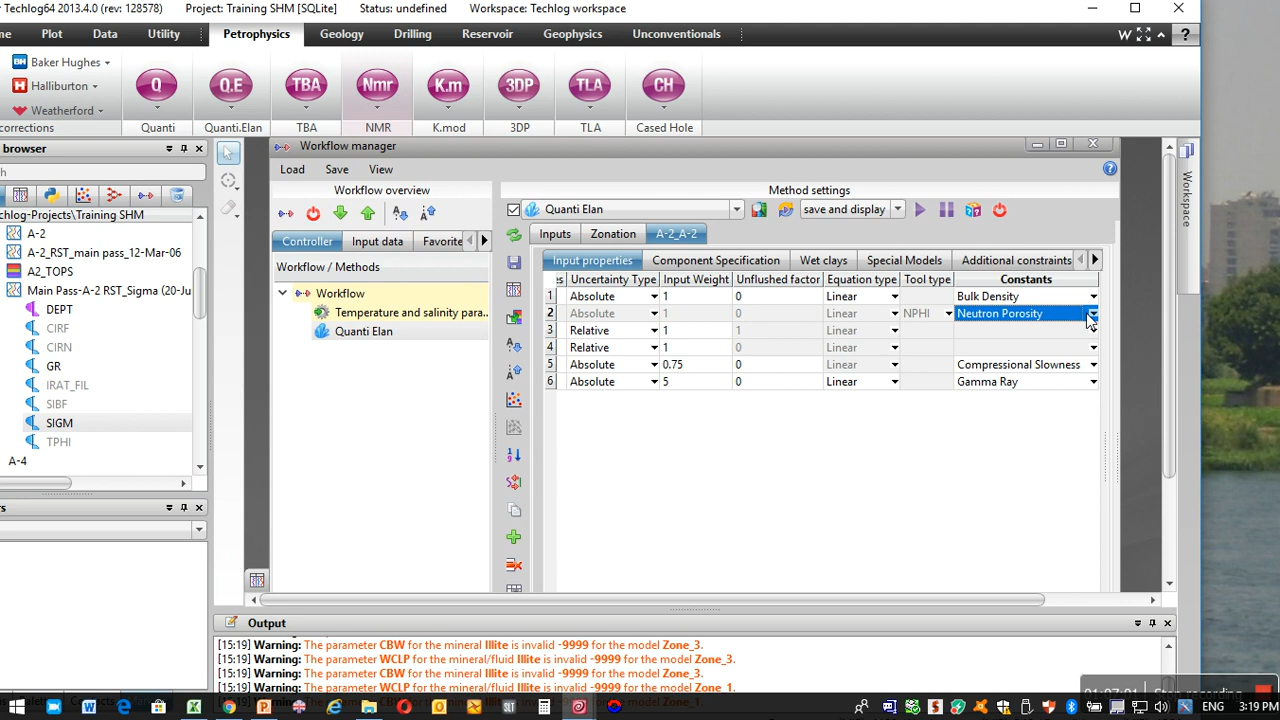 Techlog64 2013.4.0 (rev: 128578) Project: Training SHM [SQLite] Status: undefined Workspace: Techlog workspace
me Plot Data Utility Petrophysics Geology Drilling Reservoir Geophysics Unconventionals W ?
BH Baker Hughes
H Halliburton
Weatherford
Q Q.E TBA Nmr K.m 3DP TLA CH
corrections Quanti Quanti.Elan TBA NMR K.mod 3DP TLA Cased Hole
browser
h
Workflow manager
Load Save View
Workflow overview
Method settings
Quanti Elan save and display
Controller Input data Favorite
Inputs Zonation A-2_A-2
Input properties Component Specification Wet clays Special Models Additional constraints
Workflow / Methods
Workflow
Temperature and salinity para...
Quanti Elan
s Uncertainty Type Input Weight Unflushed factor Equation type Tool type Constants
1 Absolute 1 0 Linear Bulk Density
2 Absolute 1 0 Linear NPHI Neutron Porosity
3 Relative 1 1 Linear
4 Relative 1 0 Linear
5 Absolute 0.75 0 Linear Compressional Slowness
6 Absolute 5 0 Linear Gamma Ray
chlog-Projects\Training SHM
A-2
A-2_RST_main pass_12-Mar-06
A2_TOPS
Main Pass-A-2 RST_Sigma (20-Ju
DEPT
CIRF
CIRN
GR
IRAT_FIL
SIBF
SIGM
TPHI
A-4
rs
Workspace
Output
[15:19] Warning: The parameter CBW for the mineral Illite is invalid -9999 for the model Zone_3.
[15:19] Warning: The parameter WCLP for the mineral/fluid Illite is invalid -9999 for the model Zone_3.
[15:19] Warning: The parameter CBW for the mineral Illite is invalid -9999 for the model Zone_3.
[15:19] Warning: The parameter WCLP for the mineral/fluid Illite is invalid -9999 for the model Zone_1.
Stop recording
ENG 3:19 PM